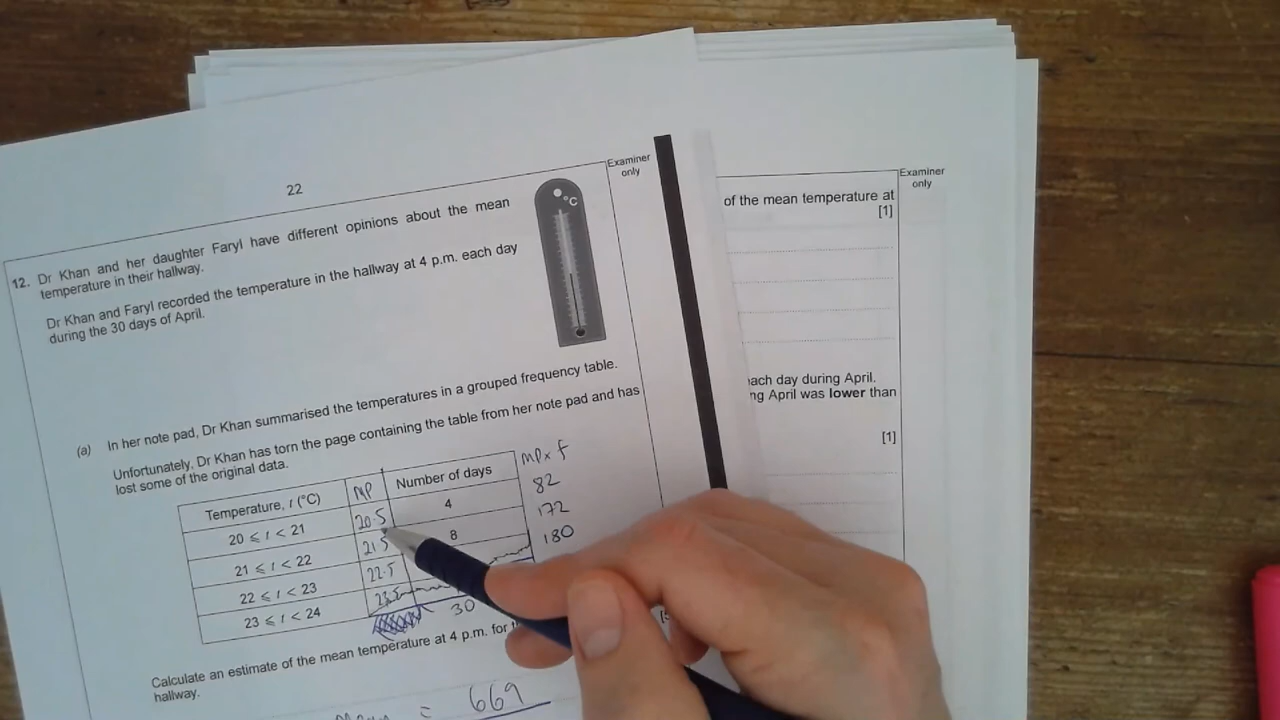 22
Examiner
only
12. Dr Khan and her daughter Faryl have different opinions about the mean
temperature in their hallway.
Dr Khan and Faryl recorded the temperature in the hallway at 4 p.m. each day
during the 30 days of April.
°C
(a) In her note pad, Dr Khan summarised the temperatures in a grouped frequency table.
Unfortunately, Dr Khan has torn the page containing the table from her note pad and has
lost some of the original data.
Temperature, t (°C) MP Number of days MP x f
20 ⩽ t < 21 20.5 4 82
21 ⩽ t < 22 21.5 8 172
22 ⩽ t < 23 22.5 180
23 ⩽ t < 24 23.5
30
Calculate an estimate of the mean temperature at 4 p.m. for
hallway.
Mean = 669
Examiner
only
of the mean temperature at
[1]
each day during April.
April was lower than
[1]